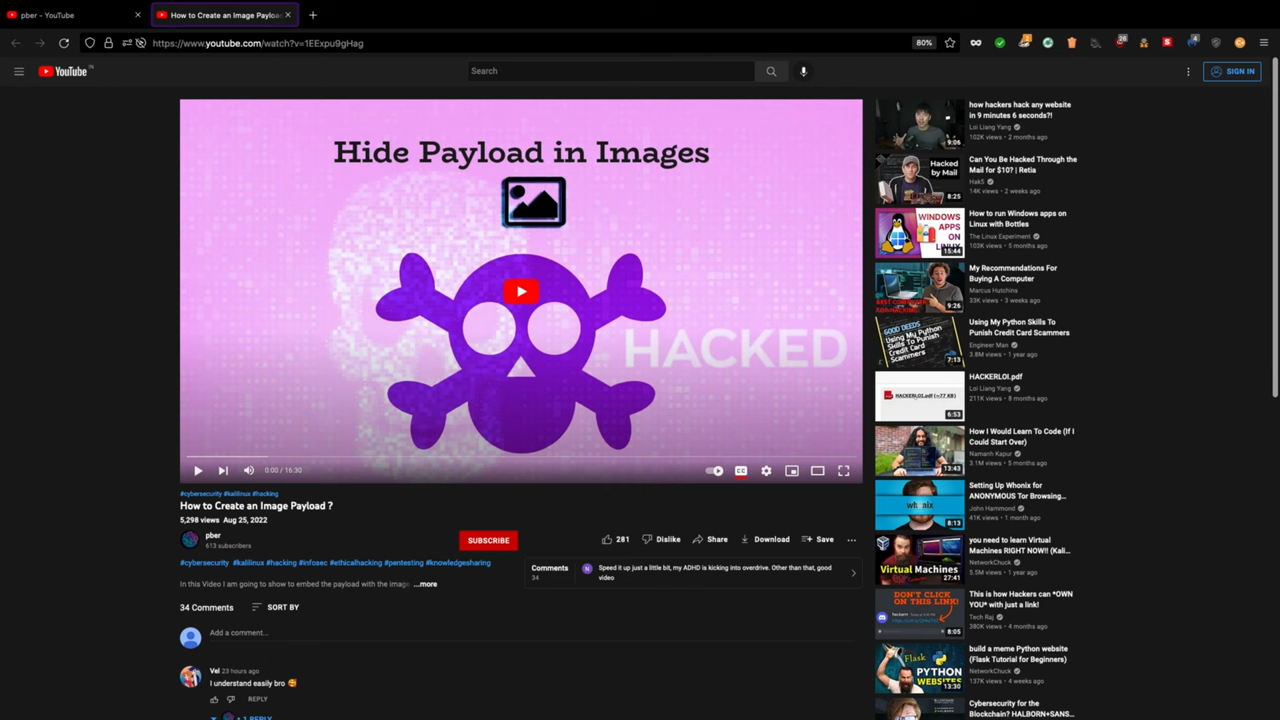 pber - YouTube
How to Create an Image Payloa
https://www.youtube.com/watch?v=1EExpu9gHag
80%
2
26
4
YouTube
IN
Search
SIGN IN
Hide Payload in Images
HACKED
0:00 / 16:30
CC
#cybersecurity #kalilinux #hacking
How to Create an Image Payload ?
5,298 views Aug 25, 2022
pber
613 subscribers
SUBSCRIBE
281
Dislike
Share
Download
Save
#cybersecurity #kalilinux #hacking #infosec #ethicalhacking #pentesting #knowledgesharing
In this Video I am going to show to embed the payload with the image ...more
Comments
34
N
Speed it up just a little bit, my ADHD is kicking into overdrive. Other than that, good
video
34 Comments
SORT BY
Add a comment...
Vel 23 hours ago
I understand easily bro 🥰
REPLY
1 REPLY
9:06
how hackers hack any website
in 9 minutes 6 seconds?!
Loi Liang Yang
102K views • 2 months ago
Hacked
by Mail
8:25
Can You Be Hacked Through the
Mail for $10? | Retia
Hak5
14K views • 2 weeks ago
WINDOWS
APPS
ON
LINUX
15:44
How to run Windows apps on
Linux with Bottles
The Linux Experiment
103K views • 5 months ago
9:26
My Recommendations For
Buying A Computer
Marcus Hutchins
33K views • 3 weeks ago
GOOD DEEDS
Using My Python
Skills To Punish
Credit Card
Scammers
7:13
Using My Python Skills To
Punish Credit Card Scammers
Engineer Man
3.8M views • 1 year ago
HACKERLOI.pdf (~77 KB)
6:53
HACKERLOI.pdf
Loi Liang Yang
211K views • 8 months ago
13:43
How I Would Learn To Code (If I
Could Start Over)
Namanh Kapur
3.1M views • 5 months ago
whonix
8:13
Setting Up Whonix for
ANONYMOUS Tor Browsing...
John Hammond
41K views • 1 month ago
Virtual Machines
27:41
you need to learn Virtual
Machines RIGHT NOW!! (Kali...
NetworkChuck
5.5M views • 1 year ago
DON'T CLICK
ON THIS LINK!
8:05
This is how Hackers can *OWN
YOU* with just a link!
Tech Raj
380K views • 4 months ago
Flask
PYTHON
WEBSITES
13:30
build a meme Python website
(Flask Tutorial for Beginners)
NetworkChuck
137K views • 4 weeks ago
Cybersecurity for the
Blockchain? HALBORN+SANS...